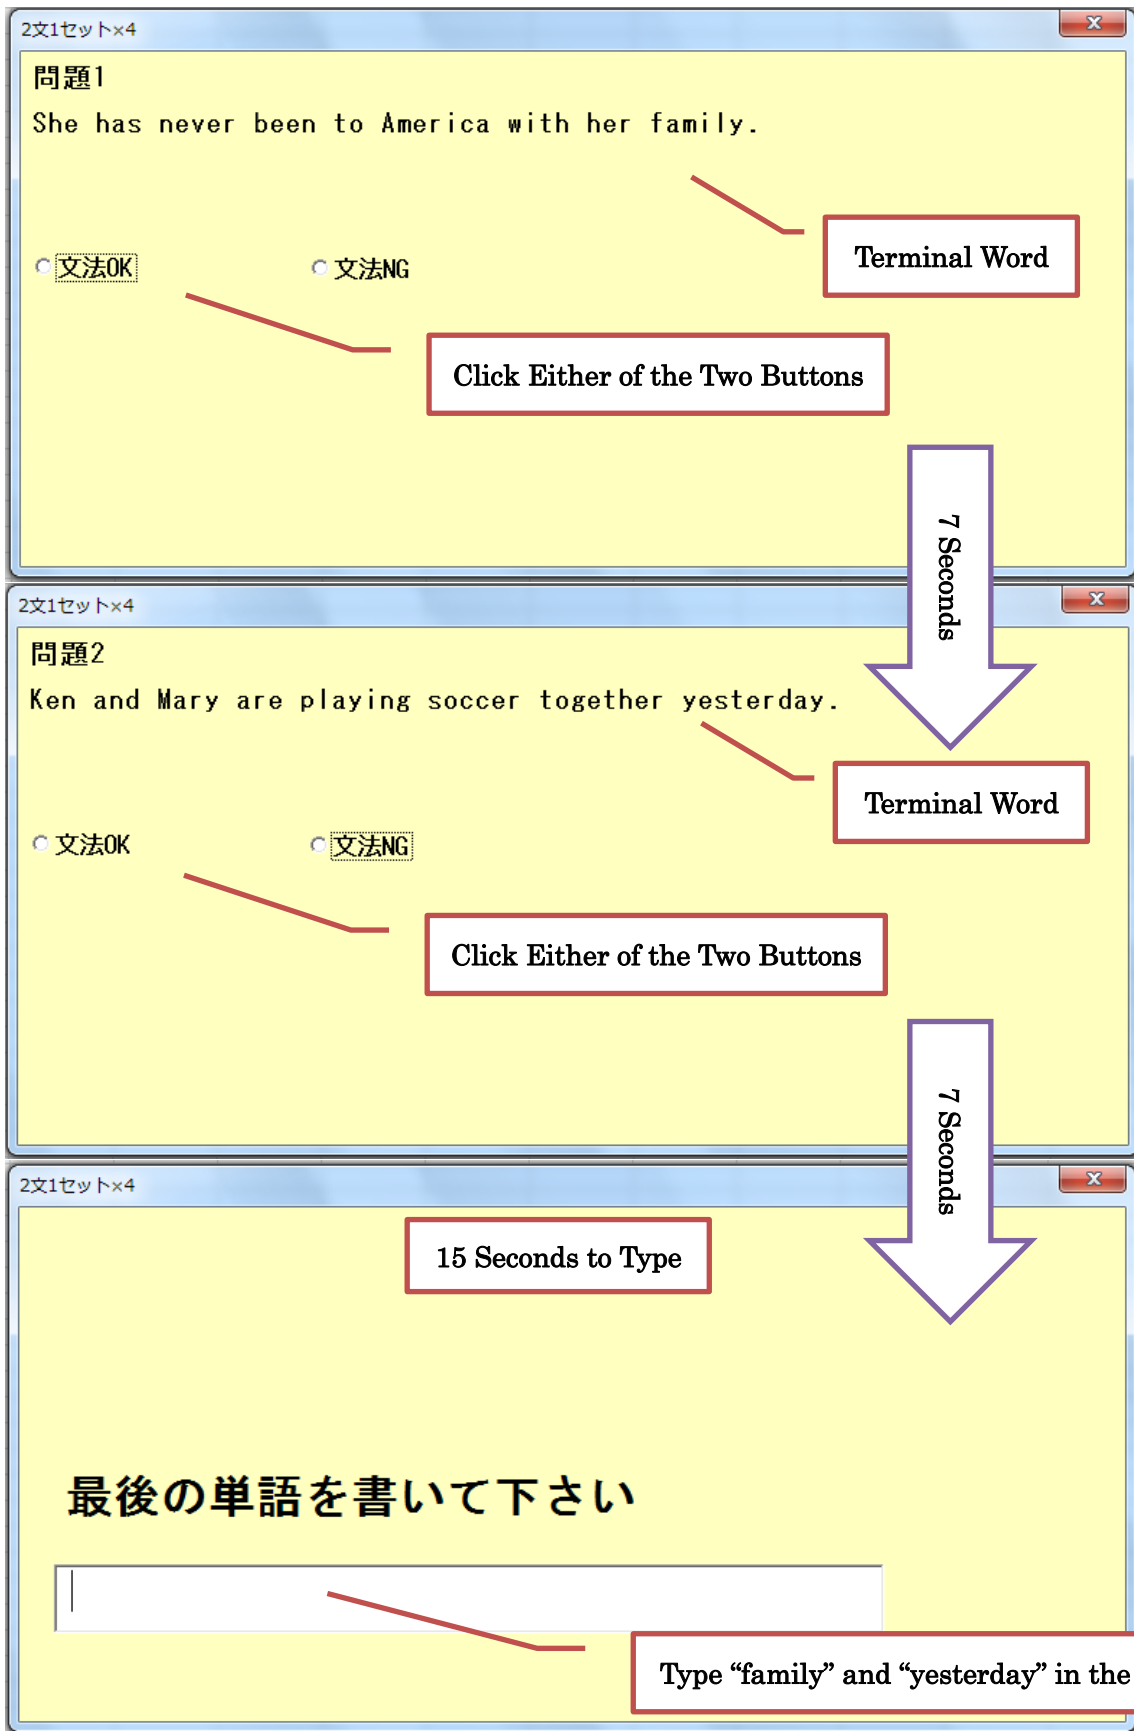 2文1セット×4
問題1
She has never been to America with her family.
Terminal Word
文法OK 文法NG
Click Either of the Two Buttons
7 Seconds
2文1セット×4
問題2
Ken and Mary are playing soccer together yesterday.
Terminal Word
文法OK 文法NG
Click Either of the Two Buttons
7 Seconds
2文1セット×4
15 Seconds to Type
最後の単語を書いて下さい
Type “family” and “yesterday” in the